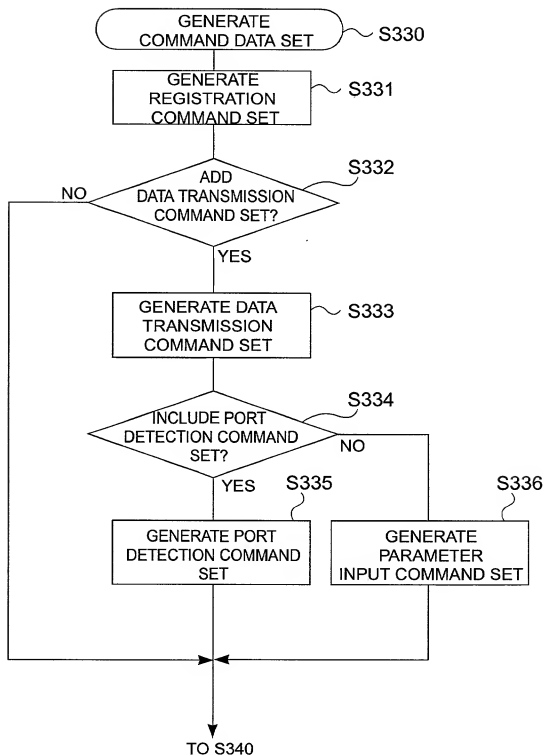 GENERATE
COMMAND DATA SET
S330
GENERATE
REGISTRATION
COMMAND SET
S331
ADD
DATA TRANSMISSION
COMMAND SET?
S332
NO
YES
GENERATE DATA
TRANSMISSION
COMMAND SET
S333
INCLUDE PORT
DETECTION COMMAND
SET?
S334
NO
YES
S335
GENERATE PORT
DETECTION COMMAND
SET
S336
GENERATE
PARAMETER
INPUT COMMAND SET
TO S340